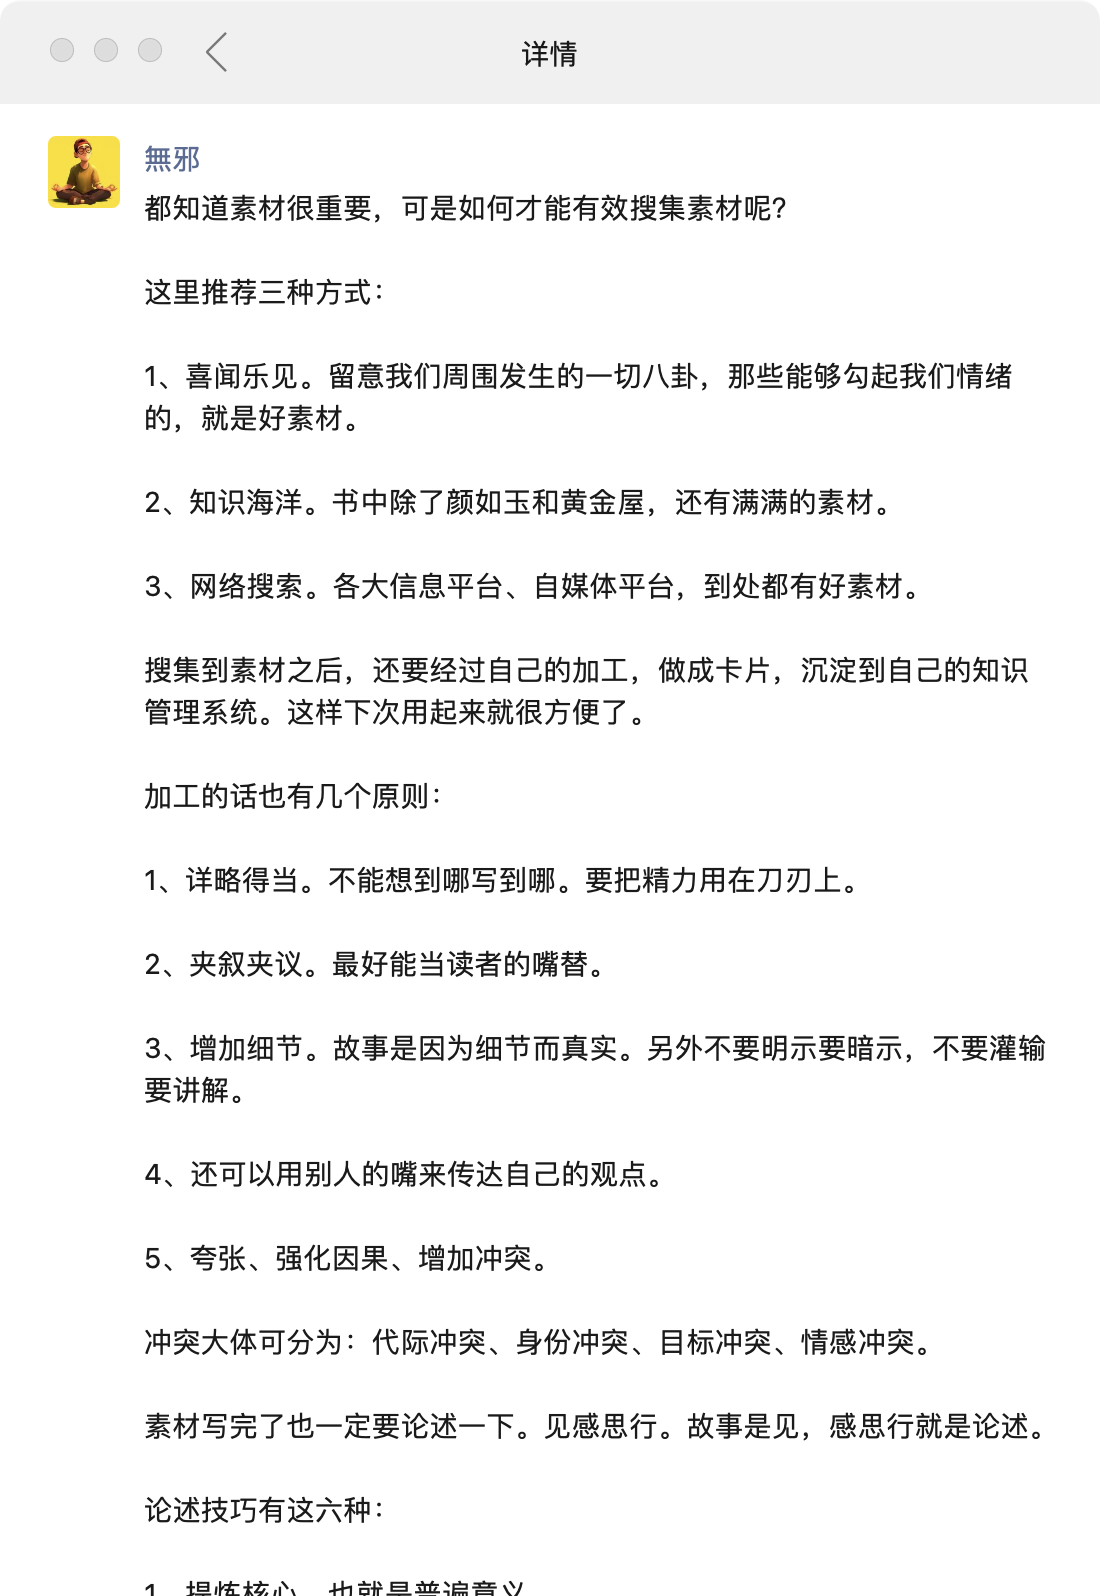 详情
無邪
都知道素材很重要，可是如何才能有效搜集素材呢？
这里推荐三种方式：
1、喜闻乐见。留意我们周围发生的一切八卦，那些能够勾起我们情绪
的，就是好素材。
2、知识海洋。书中除了颜如玉和黄金屋，还有满满的素材。
3、网络搜索。各大信息平台、自媒体平台，到处都有好素材。
搜集到素材之后，还要经过自己的加工，做成卡片，沉淀到自己的知识
管理系统。这样下次用起来就很方便了。
加工的话也有几个原则：
1、详略得当。不能想到哪写到哪。要把精力用在刀刃上。
2、夹叙夹议。最好能当读者的嘴替。
3、增加细节。故事是因为细节而真实。另外不要明示要暗示，不要灌输
要讲解。
4、还可以用别人的嘴来传达自己的观点。
5、夸张、强化因果、增加冲突。
冲突大体可分为：代际冲突、身份冲突、目标冲突、情感冲突。
素材写完了也一定要论述一下。见感思行。故事是见，感思行就是论述。
论述技巧有这六种：
1、提炼核心，也就是普遍意义